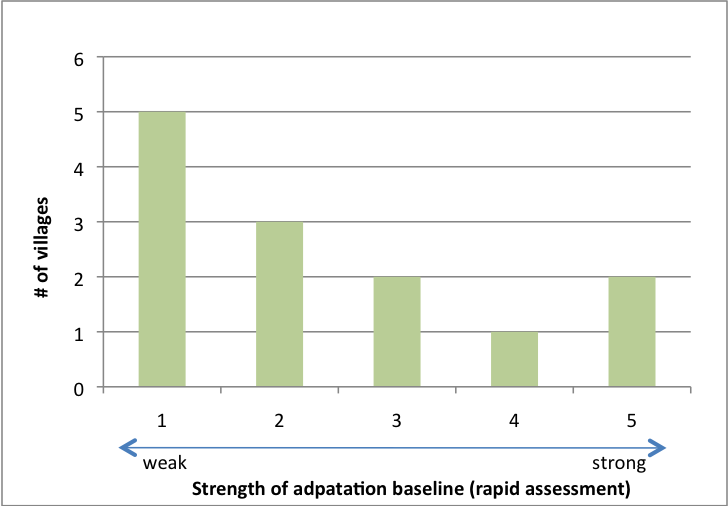 6
5
4
3
2
1
0
# of villages
1 2 3 4 5
weak strong
Strength of adpatation baseline (rapid assessment)